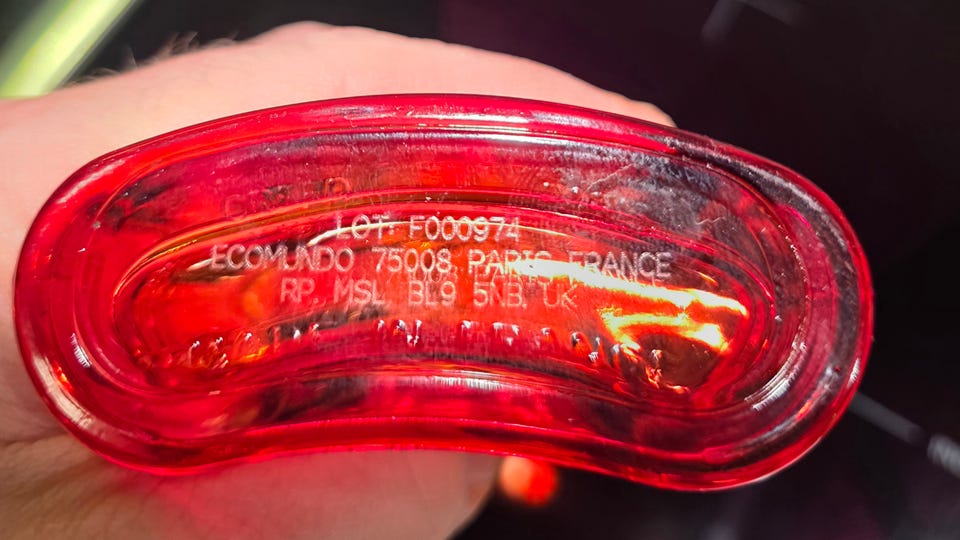 LOT: F000974
ECOMUNDO 75008 PARIS FRANCE
RP. MSL BL9 5NB. UK